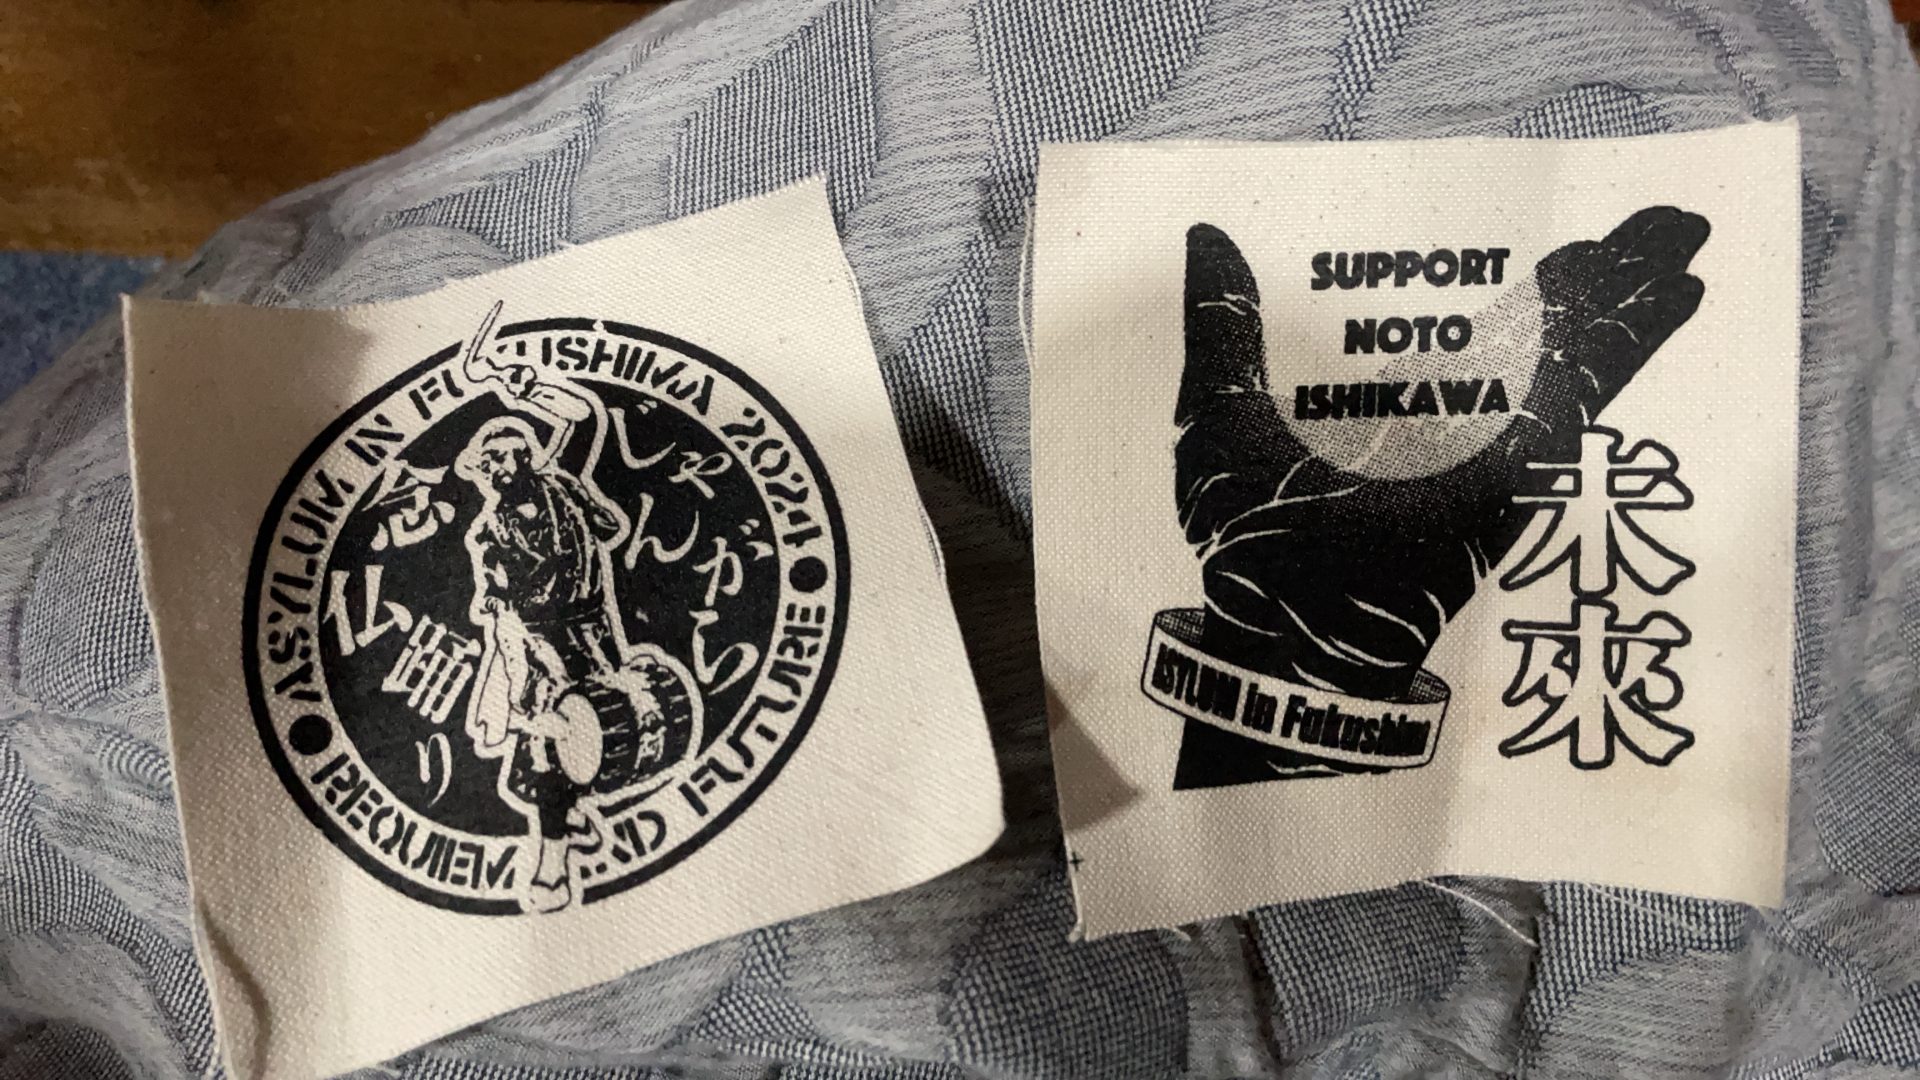 ASYLUM IN FUKUSHIMA 2024
REQUIEM AND FUTURE
じゃんがら
念仏踊り
SUPPORT
NOTO
ISHIKAWA
未來
ASYLUM in Fukushima